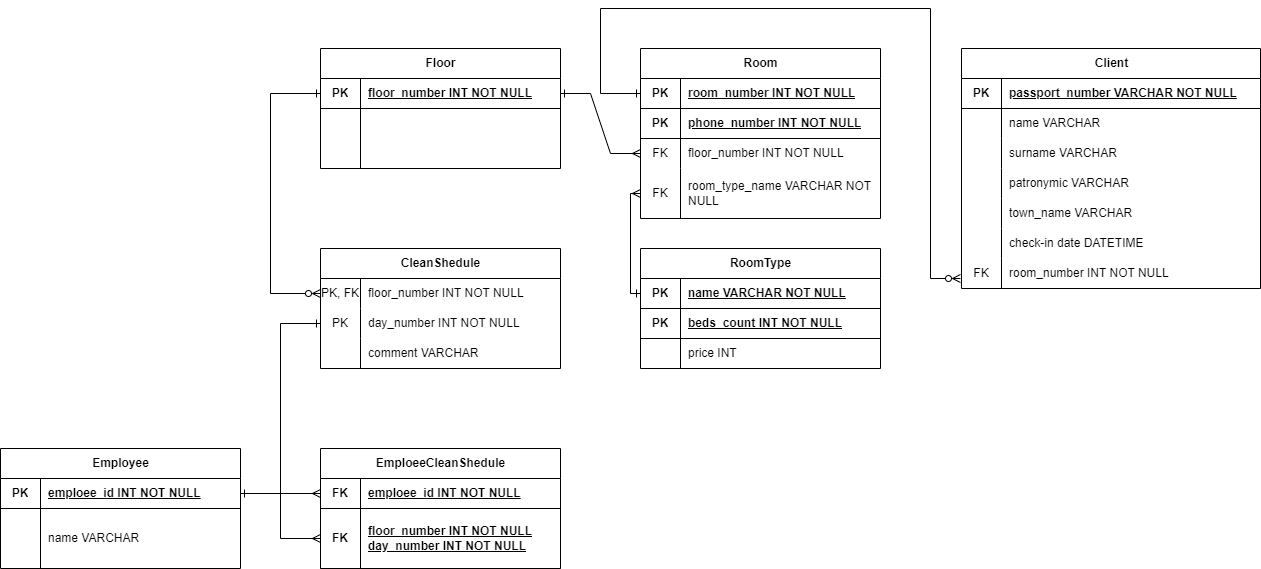 Floor
PK floor_number INT NOT NULL
Room
PK room_number INT NOT NULL
PK phone_number INT NOT NULL
FK floor_number INT NOT NULL
FK room_type_name VARCHAR NOT
NULL
Client
PK passport_number VARCHAR NOT NULL
name VARCHAR
surname VARCHAR
patronymic VARCHAR
town_name VARCHAR
check-in date DATETIME
FK room_number INT NOT NULL
CleanShedule
PK, FK floor_number INT NOT NULL
PK day_number INT NOT NULL
comment VARCHAR
RoomType
PK name VARCHAR NOT NULL
PK beds_count INT NOT NULL
price INT
Employee
PK emploee_id INT NOT NULL
name VARCHAR
EmploeeCleanShedule
FK emploee_id INT NOT NULL
FK floor_number INT NOT NULL
day_number INT NOT NULL